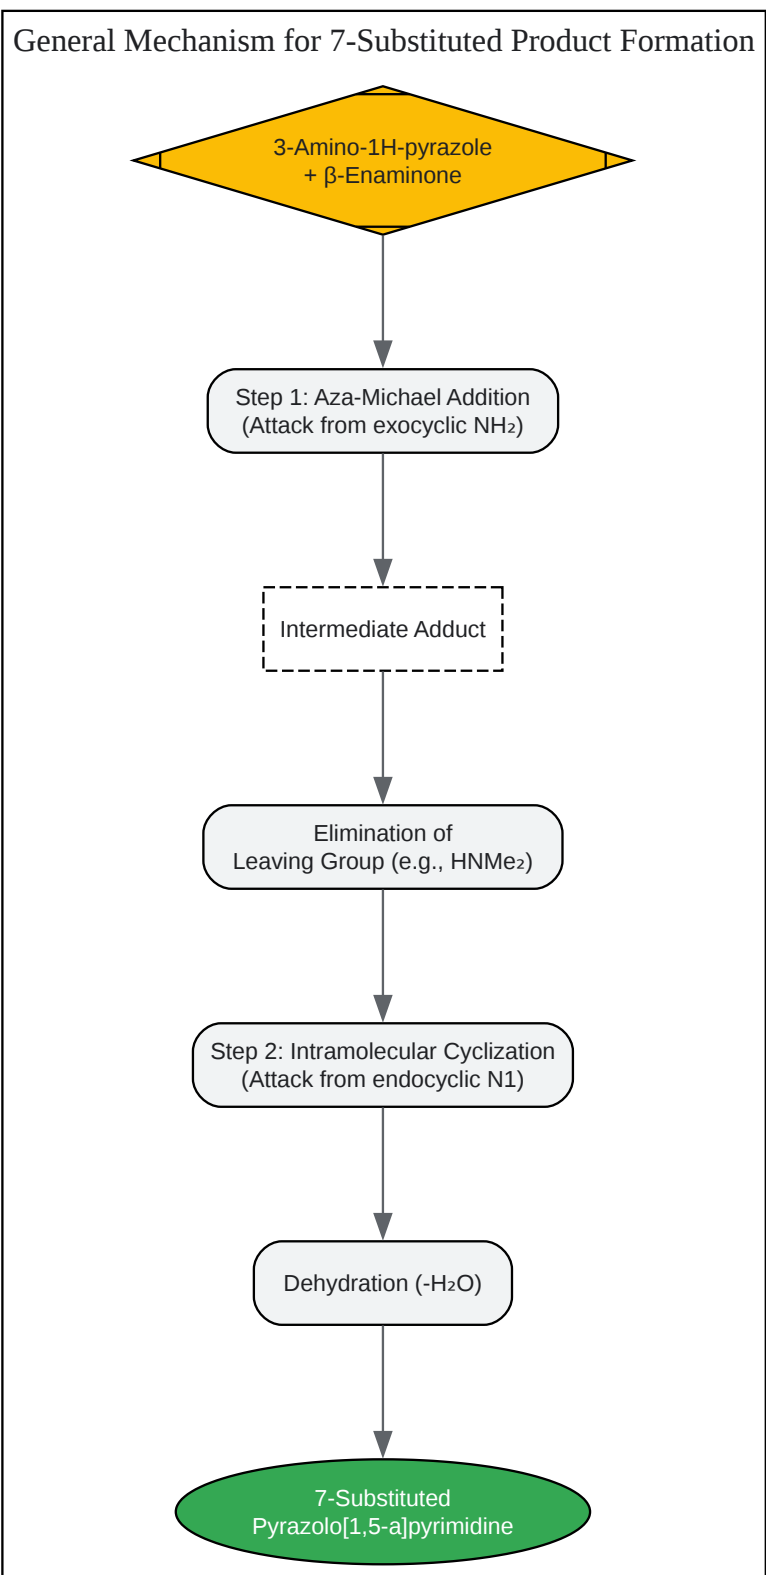 General Mechanism for 7-Substituted Product Formation
3-Amino-1H-pyrazole
+ β-Enaminone
Step 1: Aza-Michael Addition
(Attack from exocyclic NH₂)
Intermediate Adduct
Elimination of
Leaving Group (e.g., HNMe₂)
Step 2: Intramolecular Cyclization
(Attack from endocyclic N1)
Dehydration (-H₂O)
7-Substituted
Pyrazolo[1,5-a]pyrimidine